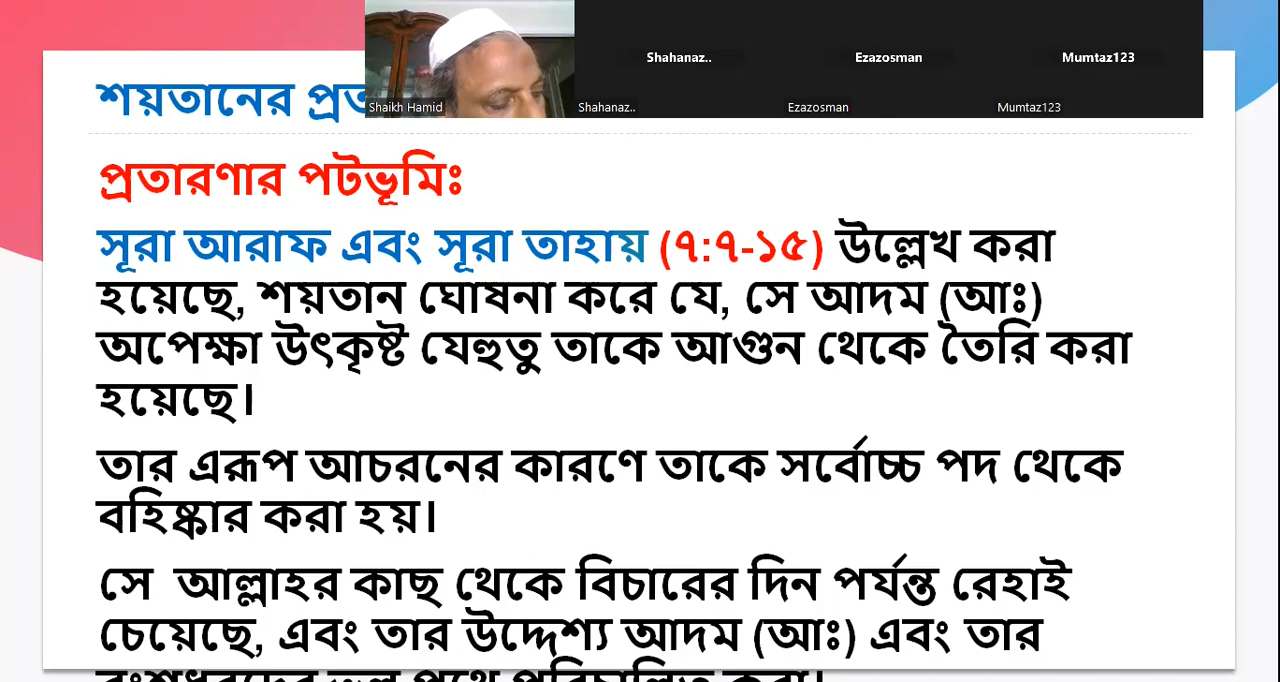 Shahanaz..
Ezazosman
Mumtaz123
Shaikh Hamid
Shahanaz..
Ezazosman
Mumtaz123
শয়তানের
প্রতারণার পটভূমিঃ
সূরা আরাফ এবং সূরা তাহায় (৭:৭-১৫) উল্লেখ করা
হয়েছে, শয়তান ঘোষনা করে যে, সে আদম (আঃ)
অপেক্ষা উৎকৃষ্ট যেহুতু তাকে আগুন থেকে তৈরি করা
হয়েছে।
তার এরূপ আচরনের কারণে তাকে সর্বোচ্চ পদ থেকে
বহিষ্কার করা হয়।
সে আল্লাহর কাছ থেকে বিচারের দিন পর্যন্ত রেহাই
চেয়েছে, এবং তার উদ্দেশ্য আদম (আঃ) এবং তার